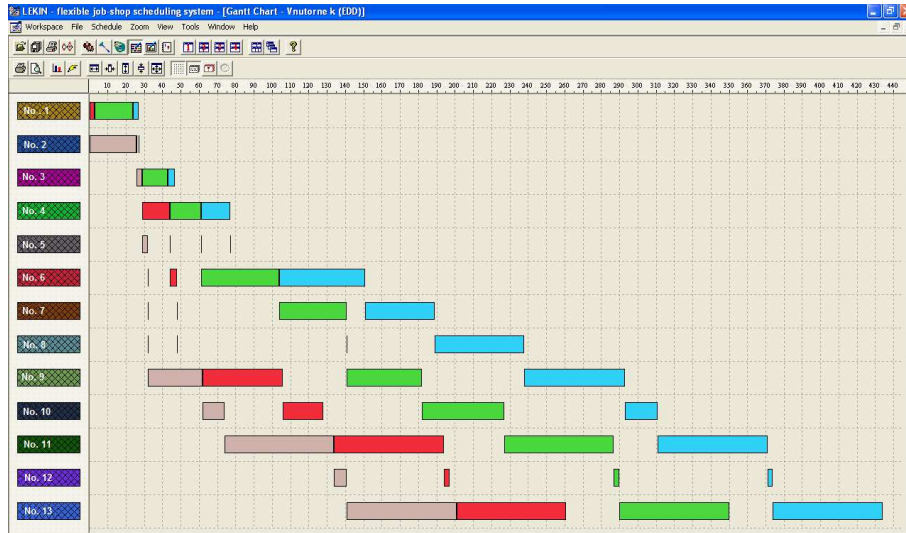 LEKIN - flexible job-shop scheduling system - [Gantt Chart - Vnutorne k (EDD)]
Workspace File Schedule Zoom View Tools Window Help
10 20 30 40 50 60 70 80 90 100 110 120 130 140 150 160 170 180 190 200 210 220 230 240 250 260 270 280 290 300 310 320 330 340 350 360 370 380 390 400 410 420 430 440
No. 1
No. 2
No. 3
No. 4
No. 5
No. 6
No. 7
No. 8
No. 9
No. 10
No. 11
No. 12
No. 13